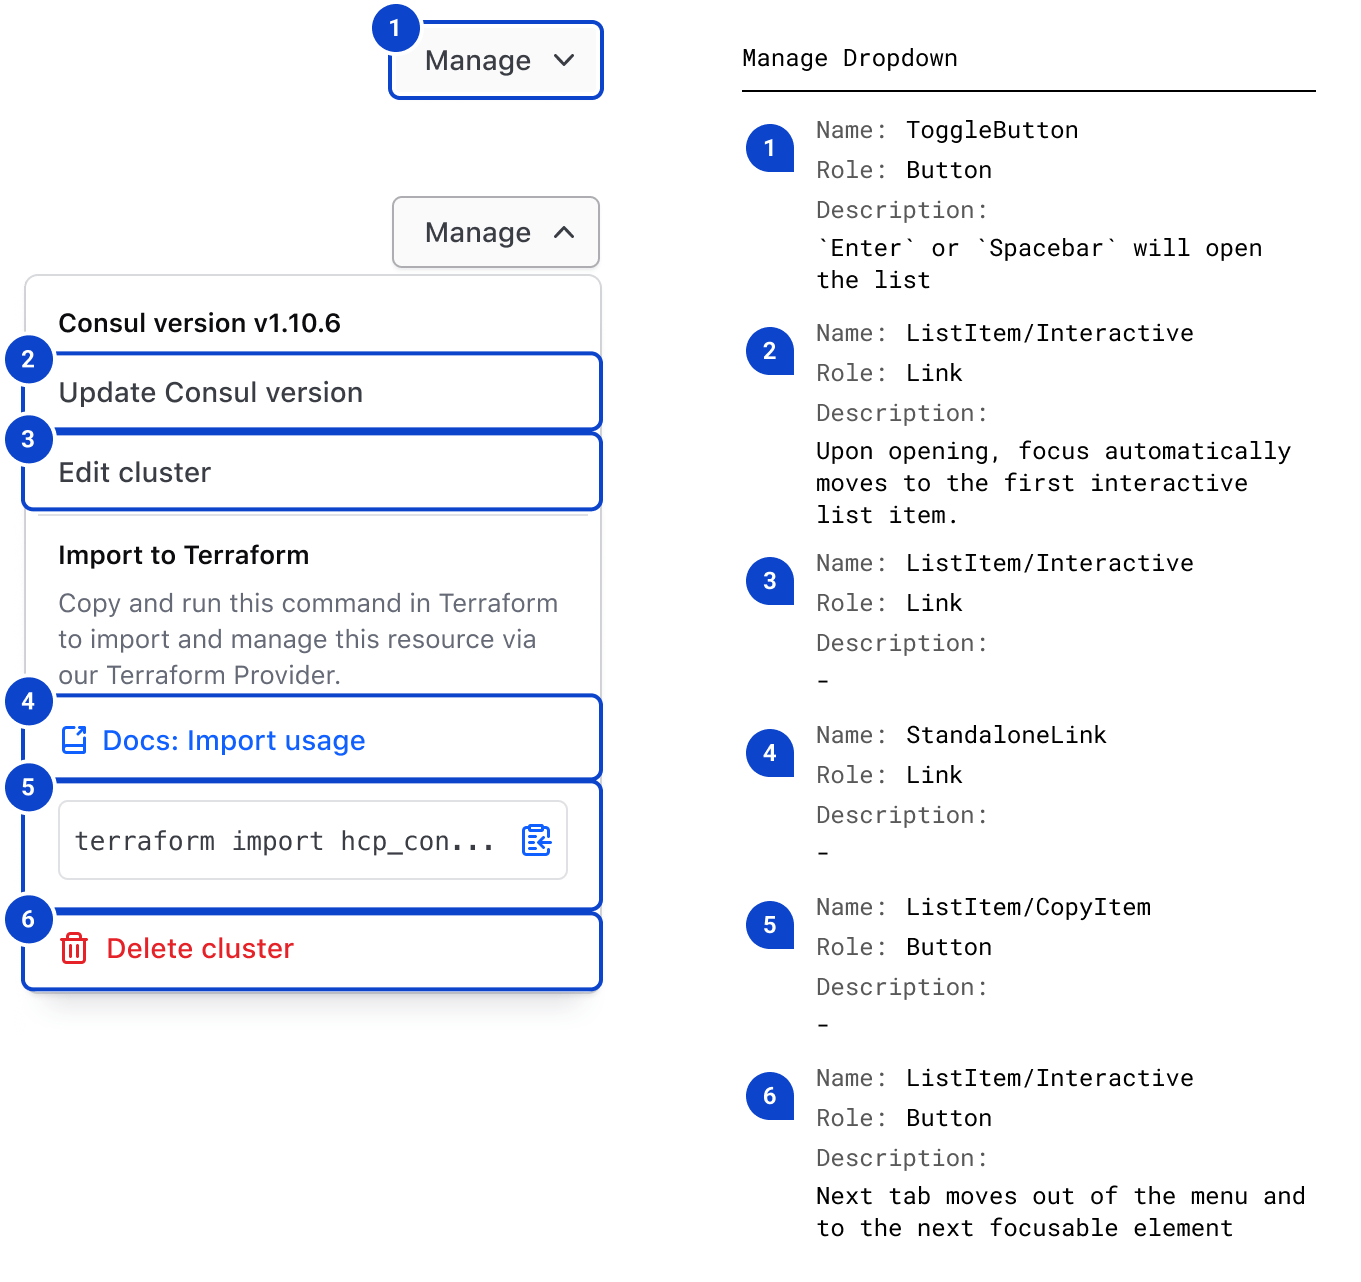 1
Manage
Manage
Consul version v1.10.6
2
Update Consul version
3
Edit cluster
Import to Terraform
Copy and run this command in Terraform
to import and manage this resource via
our Terraform Provider.
4
Docs: Import usage
5
terraform import hcp_con...
6
Delete cluster
Manage Dropdown
1
Name: ToggleButton
Role: Button
Description:
`Enter` or `Spacebar` will open
the list
2
Name: ListItem/Interactive
Role: Link
Description:
Upon opening, focus automatically
moves to the first interactive
list item.
3
Name: ListItem/Interactive
Role: Link
Description:
-
4
Name: StandaloneLink
Role: Link
Description:
-
5
Name: ListItem/CopyItem
Role: Button
Description:
-
6
Name: ListItem/Interactive
Role: Button
Description:
Next tab moves out of the menu and
to the next focusable element